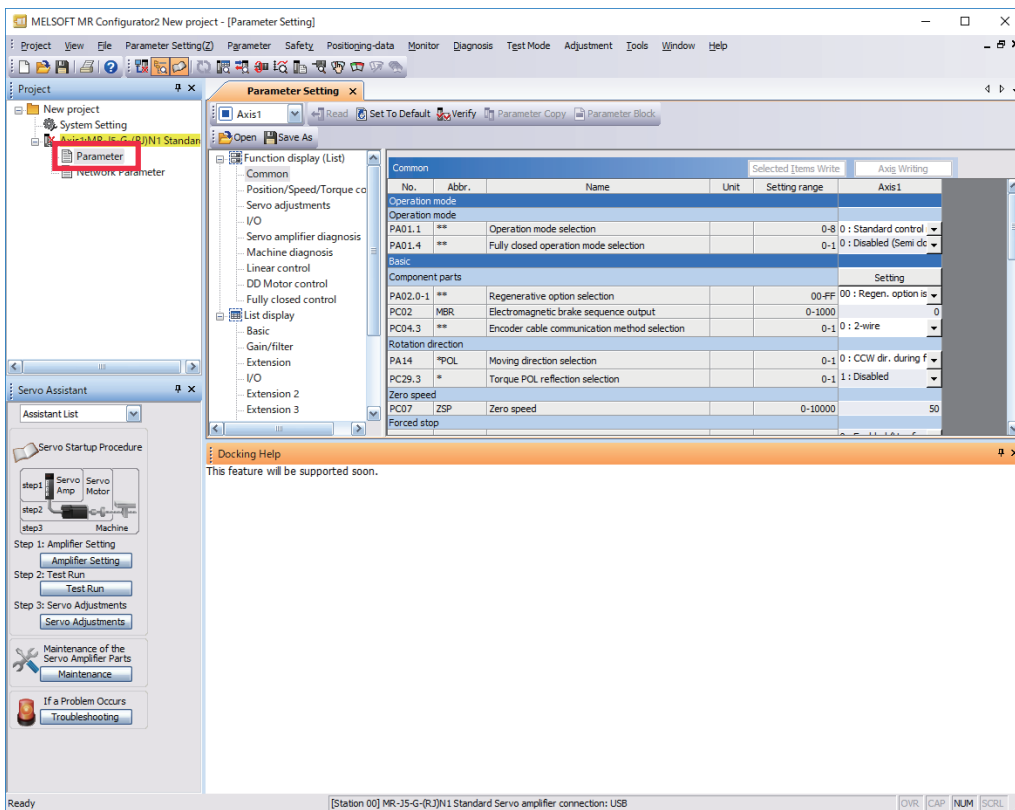 MELSOFT MR Configurator2 New project - [Parameter Setting]
Project View File Parameter Setting(Z) Parameter Safety Positioning-data Monitor Diagnosis Test Mode Adjustment Tools Window Help
Project
New project
System Setting
Axis1:MR-J5-G-(RJ)N1 Standar
Parameter
Network Parameter
Parameter Setting
Axis1 Read Set To Default Verify Parameter Copy Parameter Block
Open Save As
Function display (List)
Common
Position/Speed/Torque co
Servo adjustments
I/O
Servo amplifier diagnosis
Machine diagnosis
Linear control
DD Motor control
Fully closed control
List display
Basic
Gain/filter
Extension
I/O
Extension 2
Extension 3
Common Selected Items Write Axis Writing
No. Abbr. Name Unit Setting range Axis1
Operation mode
Operation mode
PA01.1 ** Operation mode selection 0-8 0 : Standard control
PA01.4 ** Fully closed operation mode selection 0-1 0 : Disabled (Semi clc
Basic
Component parts Setting
PA02.0-1 ** Regenerative option selection 00-FF 00 : Regen. option is
PC02 MBR Electromagnetic brake sequence output 0-1000 0
PC04.3 ** Encoder cable communication method selection 0-1 0 : 2-wire
Rotation direction
PA14 *POL Moving direction selection 0-1 0 : CCW dir. during f
PC29.3 * Torque POL reflection selection 0-1 1 : Disabled
Zero speed
PC07 ZSP Zero speed 0-10000 50
Forced stop
Servo Assistant
Assistant List
Servo Startup Procedure
step1 Servo Amp Servo Motor
step2
step3 Machine
Step 1: Amplifier Setting
Amplifier Setting
Step 2: Test Run
Test Run
Step 3: Servo Adjustments
Servo Adjustments
Maintenance of the
Servo Amplifier Parts
Maintenance
If a Problem Occurs
Troubleshooting
Docking Help
This feature will be supported soon.
Ready [Station 00] MR-J5-G-(RJ)N1 Standard Servo amplifier connection: USB OVR CAP NUM SCRL